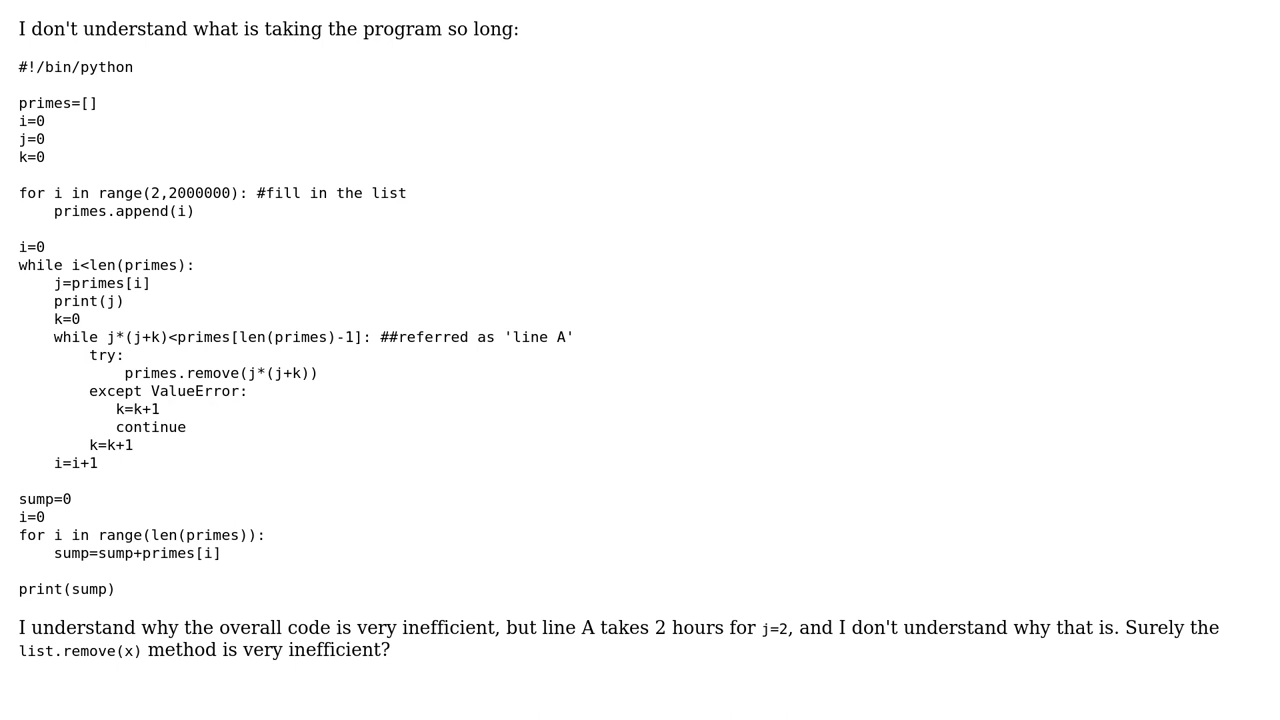 I don't understand what is taking the program so long:
#!/bin/python
primes=[]
i=0
j=0
k=0
for i in range(2,2000000): #fill in the list
    primes.append(i)
i=0
while i<len(primes):
    j=primes[i]
    print(j)
    k=0
    while j*(j+k)<primes[len(primes)-1]: ##referred as 'line A'
        try:
            primes.remove(j*(j+k))
        except ValueError:
           k=k+1
           continue
        k=k+1
    i=i+1
sump=0
i=0
for i in range(len(primes)):
    sump=sump+primes[i]
print(sump)
I understand why the overall code is very inefficient, but line A takes 2 hours for j=2, and I don't understand why that is. Surely the
list.remove(x) method is very inefficient?